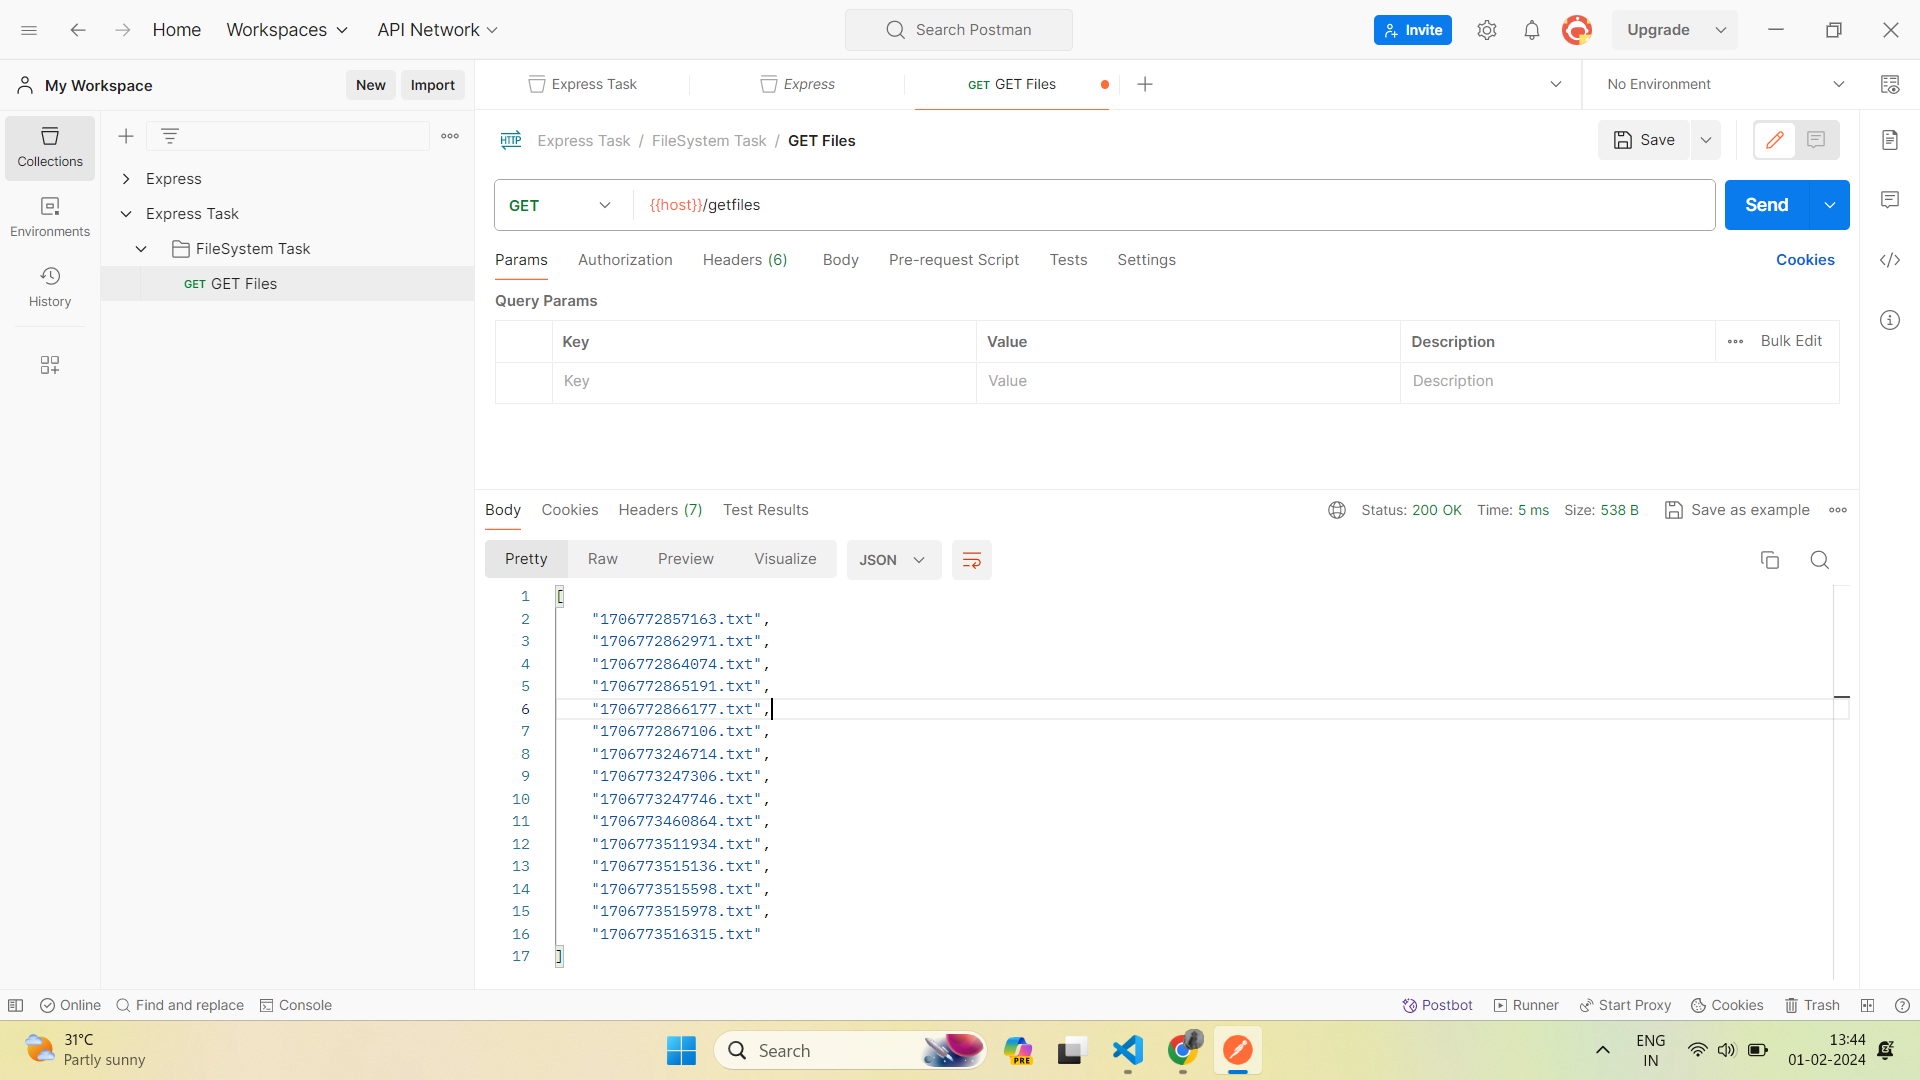 Home Workspaces API Network Search Postman Invite Upgrade
My Workspace New Import Express Task Express GET GET Files No Environment
Collections
Environments
History
Express
Express Task
FileSystem Task
GET GET Files
HTTP Express Task / FileSystem Task / GET Files Save
GET {{host}}/getfiles Send
Params Authorization Headers (6) Body Pre-request Script Tests Settings Cookies
Query Params
Key Value Description Bulk Edit
Key Value Description
Body Cookies Headers (7) Test Results Status: 200 OK Time: 5 ms Size: 538 B Save as example
Pretty Raw Preview Visualize JSON
1 [
2 "1706772857163.txt",
3 "1706772862971.txt",
4 "1706772864074.txt",
5 "1706772865191.txt",
6 "1706772866177.txt",
7 "1706772867106.txt",
8 "1706773246714.txt",
9 "1706773247306.txt",
10 "1706773247746.txt",
11 "1706773460864.txt",
12 "1706773511934.txt",
13 "1706773515136.txt",
14 "1706773515598.txt",
15 "1706773515978.txt",
16 "1706773516315.txt"
17 ]
Online Find and replace Console Postbot Runner Start Proxy Cookies Trash
31°C
Partly sunny
Search
PRE
ENG
IN
13:44
01-02-2024